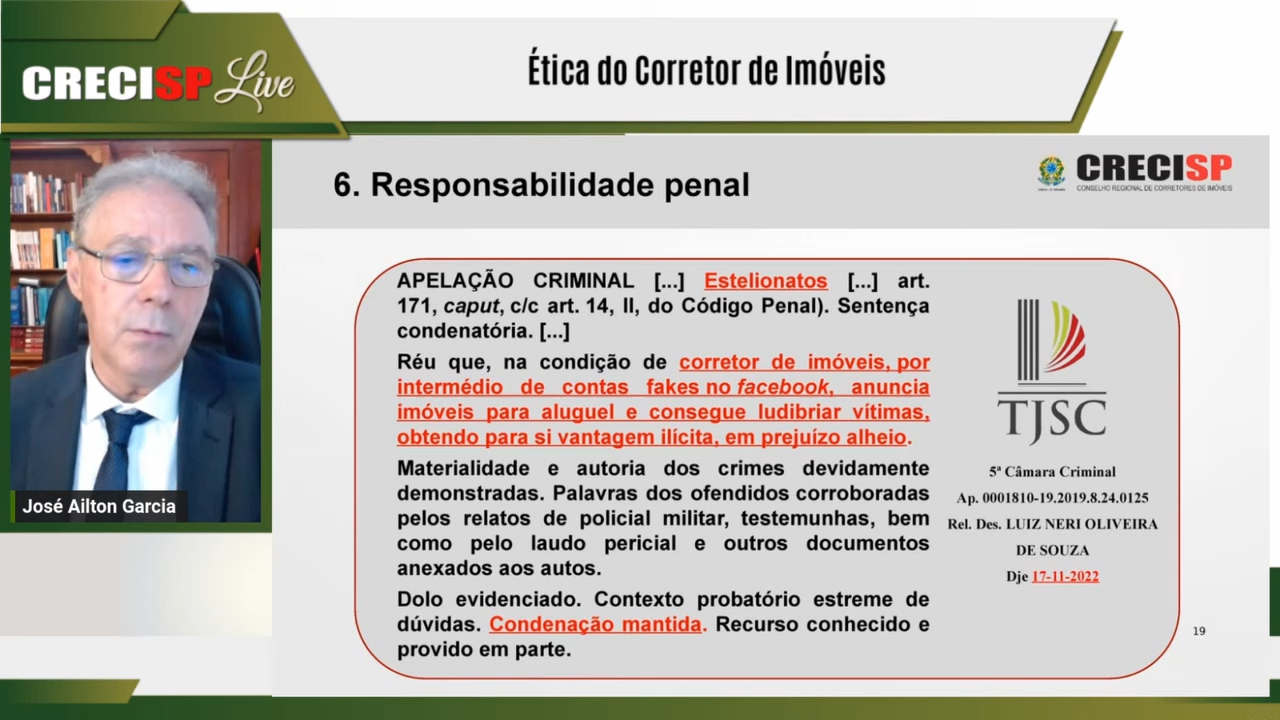 CRECISP Live
Ética do Corretor de Imóveis
6. Responsabilidade penal
CRECISP
CONSELHO REGIONAL DE CORRETORES DE IMÓVEIS
APELAÇÃO CRIMINAL [...] Estelionatos [...] art.
171, caput, c/c art. 14, II, do Código Penal). Sentença
condenatória. [...]
Réu que, na condição de corretor de imóveis, por
intermédio de contas fakes no facebook, anuncia
imóveis para aluguel e consegue ludibriar vítimas,
obtendo para si vantagem ilícita, em prejuízo alheio.
Materialidade e autoria dos crimes devidamente
demonstradas. Palavras dos ofendidos corroboradas
pelos relatos de policial militar, testemunhas, bem
como pelo laudo pericial e outros documentos
anexados aos autos.
Dolo evidenciado. Contexto probatório estreme de
dúvidas. Condenação mantida. Recurso conhecido e
provido em parte.
TJSC
5ª Câmara Criminal
Ap. 0001810-19.2019.8.24.0125
Rel. Des. LUIZ NERI OLIVEIRA
DE SOUZA
Dje 17-11-2022
José Ailton Garcia
19